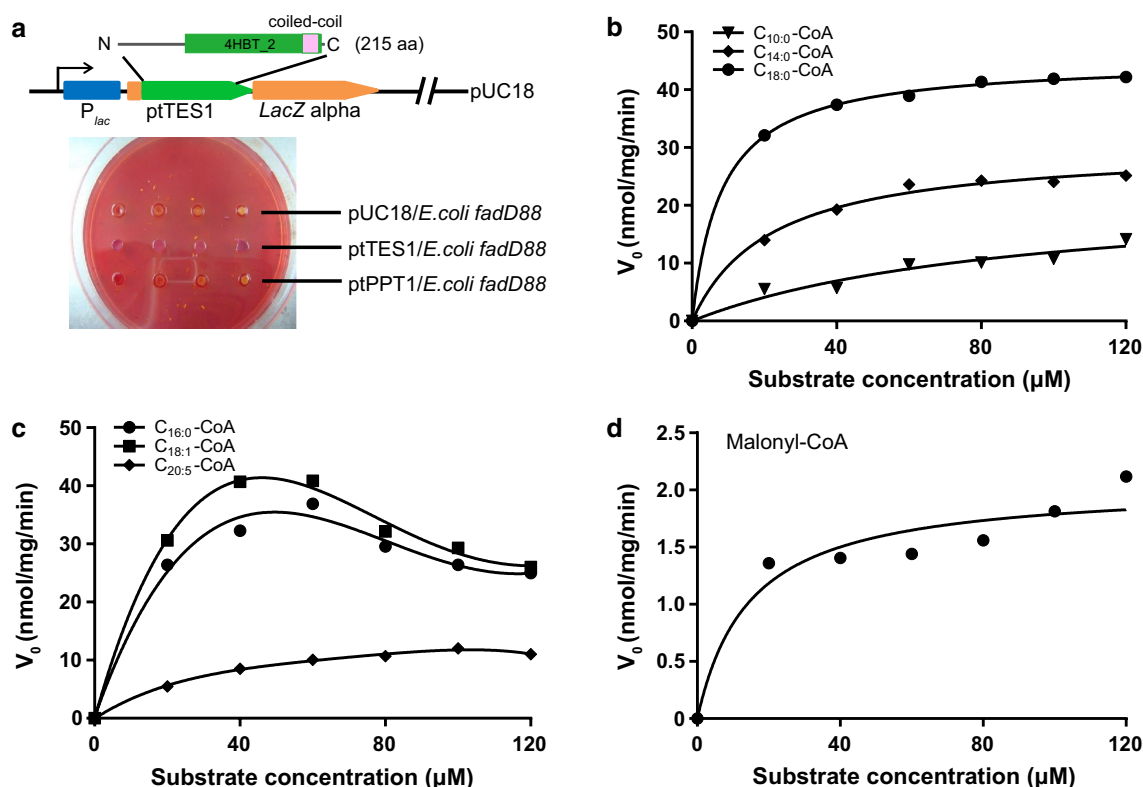 a
coiled-coil
N
4HBT_2
C
(215 aa)
P lac
ptTES1
LacZ alpha
pUC18
pUC18/E.coli fadD88
ptTES1/E.coli fadD88
ptPPT1/E.coli fadD88
b
C10:0-CoA
C14:0-CoA
C18:0-CoA
V0 (nmol/mg/min)
50
40
30
20
10
0
0 40 80 120
Substrate concentration (µM)
c
C16:0-CoA
C18:1-CoA
C20:5-CoA
V0 (nmol/mg/min)
50
40
30
20
10
0
0 40 80 120
Substrate concentration (µM)
d
Malonyl-CoA
V0 (nmol/mg/min)
2.5
2.0
1.5
1.0
0.5
0
0 40 80 120
Substrate concentration (µM)